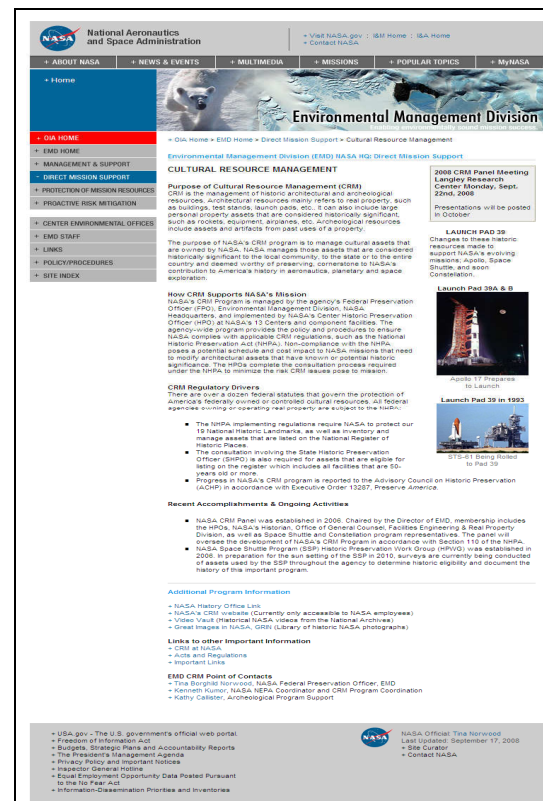 NASA
National Aeronautics
and Space Administration
+ Visit NASA.gov : I&M Home : I&A Home
+ Contact NASA
+ ABOUT NASA
+ NEWS & EVENTS
+ MULTIMEDIA
+ MISSIONS
+ POPULAR TOPICS
+ MyNASA
+ Home
Environmental Management Division
Enabling environmentally sound mission success
+ OIA HOME
+ EMD HOME
+ MANAGEMENT & SUPPORT
− DIRECT MISSION SUPPORT
+ PROTECTION OF MISSION RESOURCES
+ PROACTIVE RISK MITIGATION
+ CENTER ENVIRONMENTAL OFFICES
+ EMD STAFF
+ LINKS
+ POLICY/PROCEDURES
+ SITE INDEX
+ OIA Home > EMD Home > Direct Mission Support > Cultural Resource Management
Environmental Management Division (EMD) NASA HQ: Direct Mission Support
CULTURAL RESOURCE MANAGEMENT
Purpose of Cultural Resource Management (CRM)
CRM is the management of historic architectural and archeological
resources. Architectural resources mainly refers to real property, such
as buildings, test stands, launch pads, etc., it can also include large
personal property assets that are considered historically significant,
such as rockets, equipment, airplanes, etc. Archeological resources
include assets and artifacts from past uses of a property.
The purpose of NASA's CRM program is to manage cultural assets that
are owned by NASA. NASA manages those assets that are considered
historically significant to the local community, to the state or to the entire
country and deemed worthy of preserving, cornerstone to NASA's
contribution to America's history in aeronautics, planetary and space
exploration.
How CRM Supports NASA's Mission
NASA's CRM Program is managed by the agency's Federal Preservation
Officer (FPO), Environmental Management Division, NASA
Headquarters, and implemented by NASA's Center Historic Preservation
Officer (HPO) at NASA's 13 Centers and component facilities. The
agency-wide program provides the policy and procedures to ensure
NASA complies with applicable CRM regulations, such as the National
Historic Preservation Act (NHPA). Non-compliance with the NHPA
poses a potential schedule and cost impact to NASA missions that need
to modify architectural assets that have known or potential historic
significance. The HPOs complete the consultation process required
under the NHPA to minimize the risk CRM issues pose to mission.
CRM Regulatory Drivers
There are over a dozen federal statutes that govern the protection of
America's federally owned or controlled cultural resources. All federal
agencies owning or operating real property are subject to the NHPA:
▪ The NHPA implementing regulations require NASA to protect our
19 National Historic Landmarks, as well as inventory and
manage assets that are listed on the National Register of
Historic Places.
▪ The consultation involving the State Historic Preservation
Officer (SHPO) is also required for assets that are eligible for
listing on the register which includes all facilities that are 50-
years old or more.
▪ Progress in NASA's CRM program is reported to the Advisory Council on Historic Preservation
(ACHP) in accordance with Executive Order 13287, Preserve America.
Recent Accomplishments & Ongoing Activities
▪ NASA CRM Panel was established in 2006. Chaired by the Director of EMD, membership includes
the HPOs, NASA's Historian, Office of General Counsel, Facilities Engineering & Real Property
Division, as well as Space Shuttle and Constellation program representatives. The panel will
oversee the development of NASA's CRM Program in accordance with Section 110 of the NHPA.
▪ NASA Space Shuttle Program (SSP) Historic Preservation Work Group (HPWG) was established in
2006. In preparation for the sun setting of the SSP in 2010, surveys are currently being conducted
of assets used by the SSP throughout the agency to determine historic eligibility and document the
history of this important program.
2008 CRM Panel Meeting
Langley Research
Center Monday, Sept.
22nd, 2008
Presentations will be posted
in October
LAUNCH PAD 39
Changes to these historic
resources made to
support NASA's evolving
missions; Apollo, Space
Shuttle, and soon
Constellation.
Launch Pad 39A & B
Apollo 17 Prepares
to Launch
Launch Pad 39 in 1993
STS-61 Being Rolled
to Pad 39
Additional Program Information
+ NASA History Office Link
+ NASA's CRM website (Currently only accessible to NASA employees)
+ Video Vault (Historical NASA videos from the National Archives)
+ Great Images in NASA, GRIN (Library of historic NASA photographs)
Links to other Important Information
+ CRM at NASA
+ Acts and Regulations
+ Important Links
EMD CRM Point of Contacts
+ Tina Borghild Norwood, NASA Federal Preservation Officer, EMD
+ Kenneth Kumor, NASA NEPA Coordinator and CRM Program Coordination
+ Kathy Callister, Archeological Program Support
+ USA.gov - The U.S. government's official web portal
+ Freedom of Information Act
+ Budgets, Strategic Plans and Accountability Reports
+ The President's Management Agenda
+ Privacy Policy and Important Notices
+ Inspector General Hotline
+ Equal Employment Opportunity Data Posted Pursuant
to the No Fear Act
+ Information-Dissemination Priorities and Inventories
NASA
NASA Official: Tina Norwood
Last Updated: September 17, 2008
+ Site Curator
+ Contact NASA